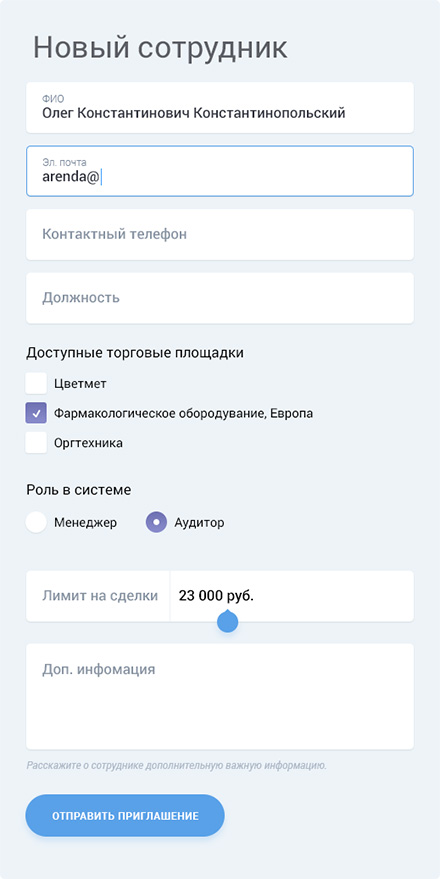 Новый сотрудник
ФИО
Олег Константинович Константинопольский
Эл. почта
arenda@
Контактный телефон
Должность
Доступные торговые площадки
Цветмет
Фармакологическое обородувание, Европа
Оргтехника
Роль в системе
Менеджер Аудитор
Лимит на сделки 23 000 руб.
Доп. инфомация
Расскажите о сотруднике дополнительную важную информацию.
ОТПРАВИТЬ ПРИГЛАШЕНИЕ